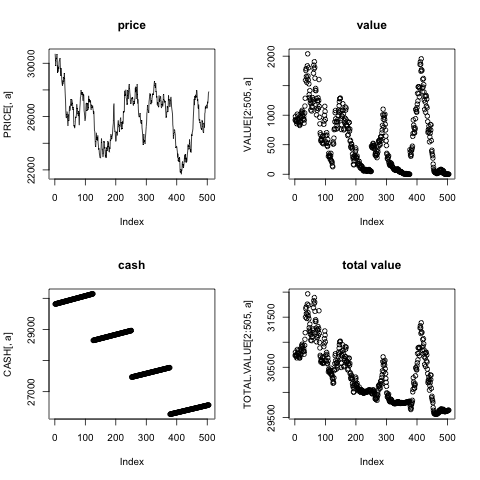 price
PRICE[, a]
30000
28000
26000
24000
22000
0 100 200 300 400 500
Index
value
VALUE[2:505, a]
2000
1000
500
0
0 100 200 300 400 500
Index
cash
CASH[, a]
29000
27000
0 100 200 300 400 500
Index
total value
TOTAL.VALUE[2:505, a]
31500
30500
29500
0 100 200 300 400 500
Index